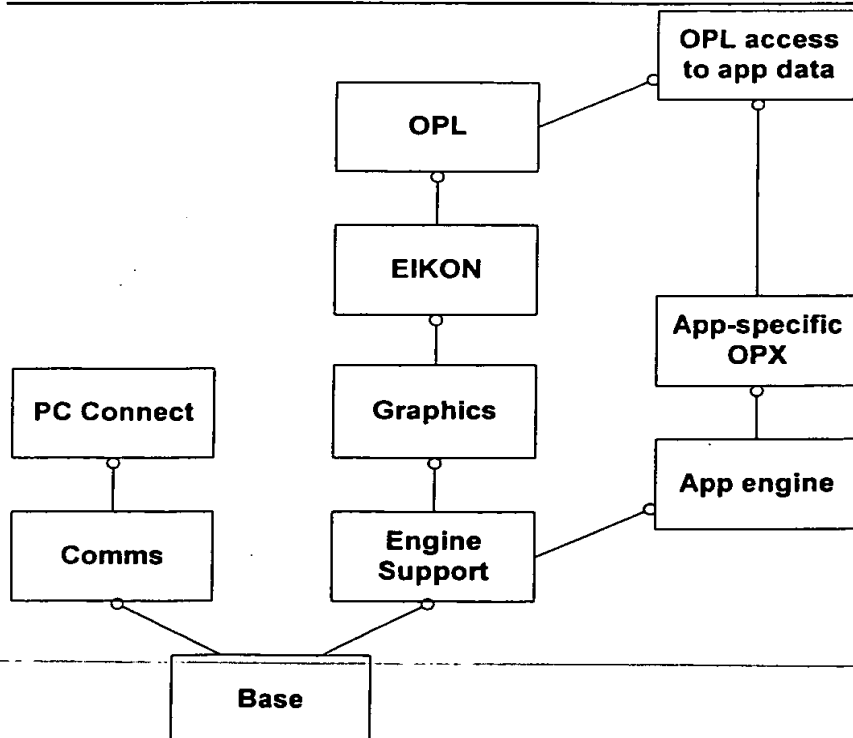 OPL access
to app data
OPL
EIKON
App-specific
OPX
PC Connect
Graphics
App engine
Comms
Engine
Support
Base